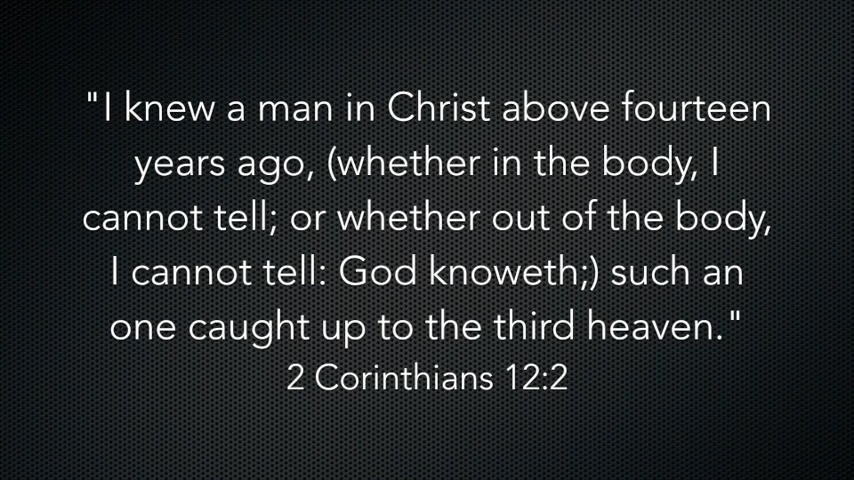 "I knew a man in Christ above fourteen
years ago, (whether in the body, I
cannot tell; or whether out of the body,
I cannot tell: God knoweth;) such an
one caught up to the third heaven."
2 Corinthians 12:2